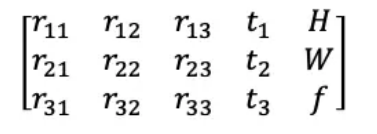 r₁₁ r₁₂ r₁₃ t₁ H
r₂₁ r₂₂ r₂₃ t₂ W
r₃₁ r₃₂ r₃₃ t₃ f